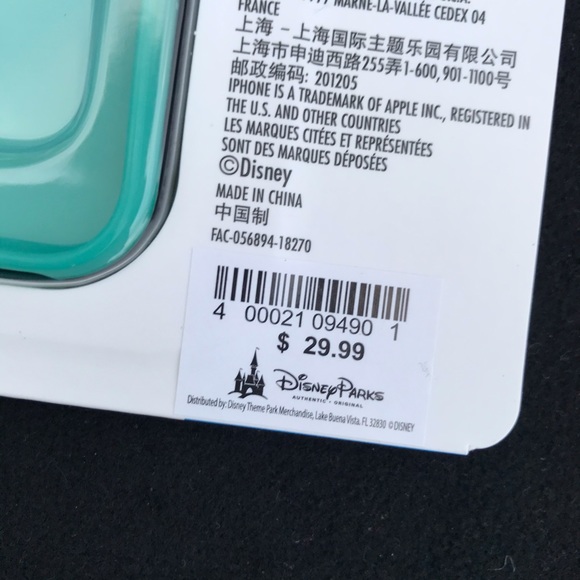 MARNE-LA-VALLÉE CEDEX 04
FRANCE
上海 - 上海国际主题乐园有限公司
上海市申迪西路255弄1-600, 901-1100号
邮政编码: 201205
IPHONE IS A TRADEMARK OF APPLE INC., REGISTERED IN
THE U.S. AND OTHER COUNTRIES
LES MARQUES CITÉES ET REPRÉSENTÉES
SONT DES MARQUES DÉPOSÉES
©Disney
MADE IN CHINA
中国制
FAC-056894-18270
4 00021 09490 1
$ 29.99
DISNEY PARKS
AUTHENTIC • ORIGINAL
Distributed by: Disney Theme Park Merchandise, Lake Buena Vista, FL 32830 ©DISNEY